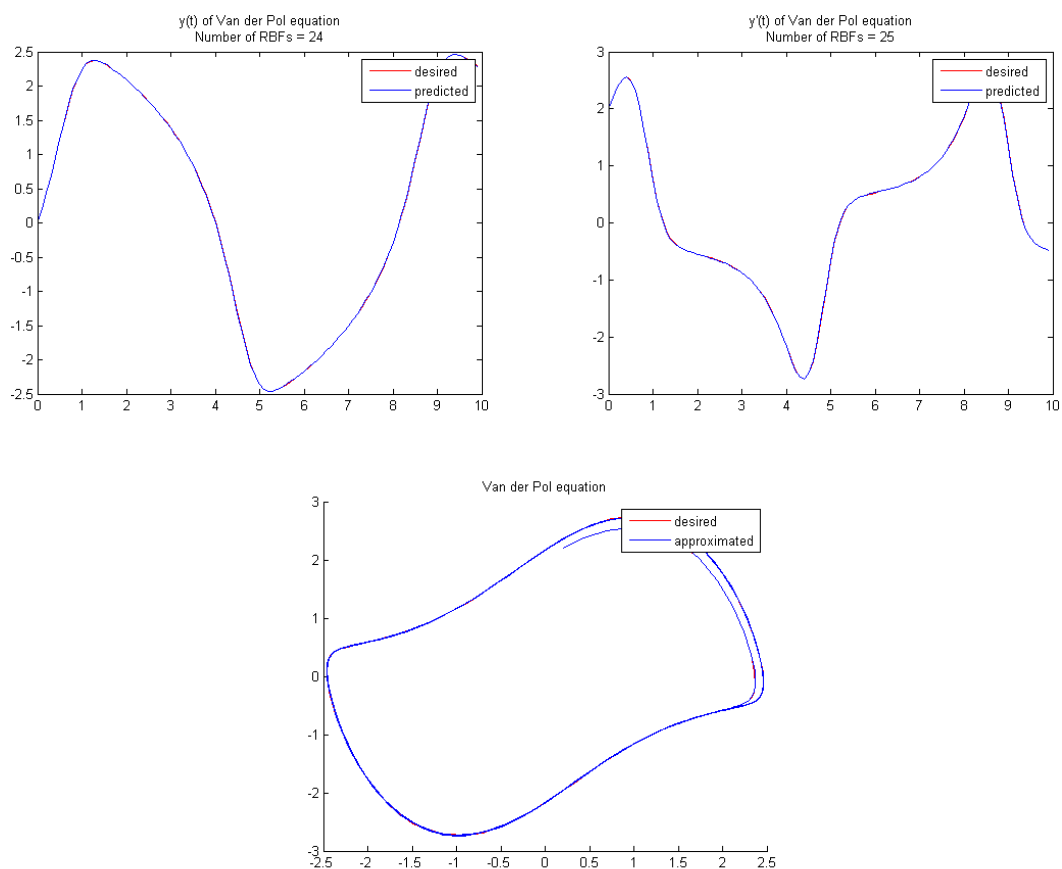 y(t) of Van der Pol equation
Number of RBFs = 24
2.5
2
1.5
1
0.5
0
-0.5
-1
-1.5
-2
-2.5
0 1 2 3 4 5 6 7 8 9 10
desired
predicted
y'(t) of Van der Pol equation
Number of RBFs = 25
3
2
1
0
-1
-2
-3
0 1 2 3 4 5 6 7 8 9 10
desired
predicted
Van der Pol equation
3
2
1
0
-1
-2
-3
-2.5 -2 -1.5 -1 -0.5 0 0.5 1 1.5 2 2.5
desired
approximated